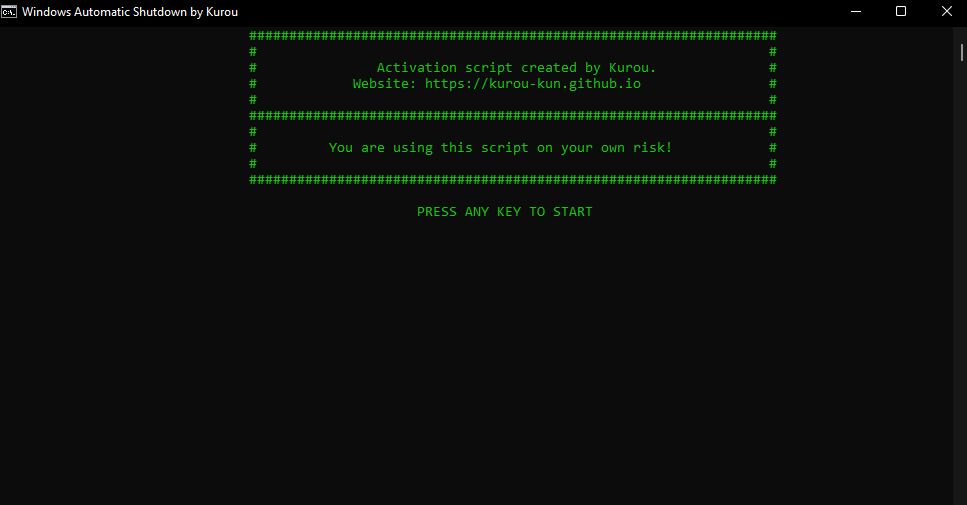 Windows Automatic Shutdown by Kurou
##################################################################
# #
# Activation script created by Kurou. #
# Website: https://kurou-kun.github.io #
# #
##################################################################
# #
# You are using this script on your own risk! #
# #
##################################################################
PRESS ANY KEY TO START